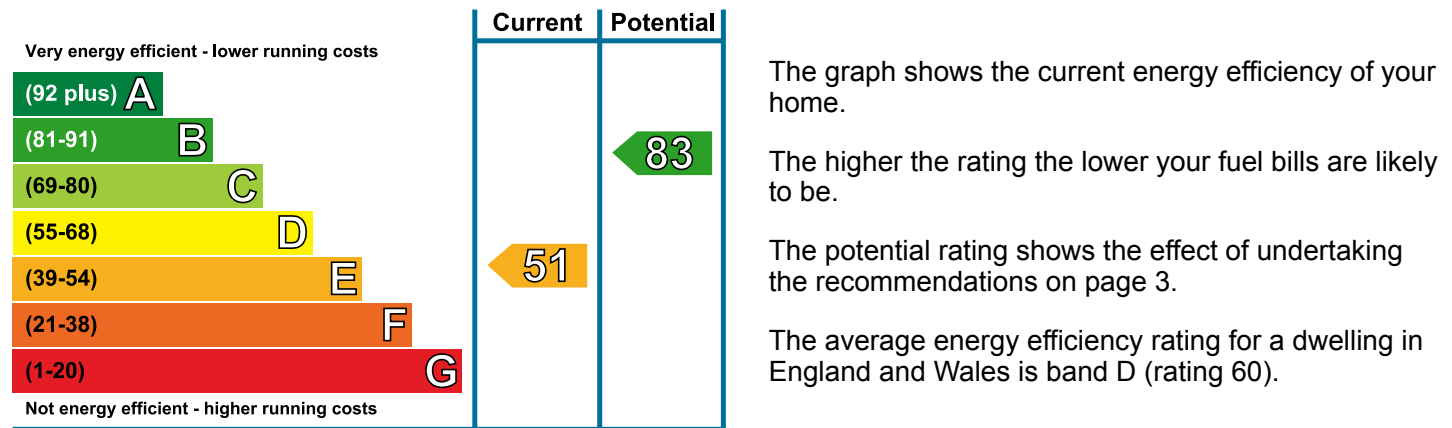 Current Potential
Very energy efficient - lower running costs
(92 plus) A
(81-91) B
(69-80) C
(55-68) D
(39-54) E
(21-38) F
(1-20) G
Not energy efficient - higher running costs
83
51
The graph shows the current energy efficiency of your
home.
The higher the rating the lower your fuel bills are likely
to be.
The potential rating shows the effect of undertaking
the recommendations on page 3.
The average energy efficiency rating for a dwelling in
England and Wales is band D (rating 60).